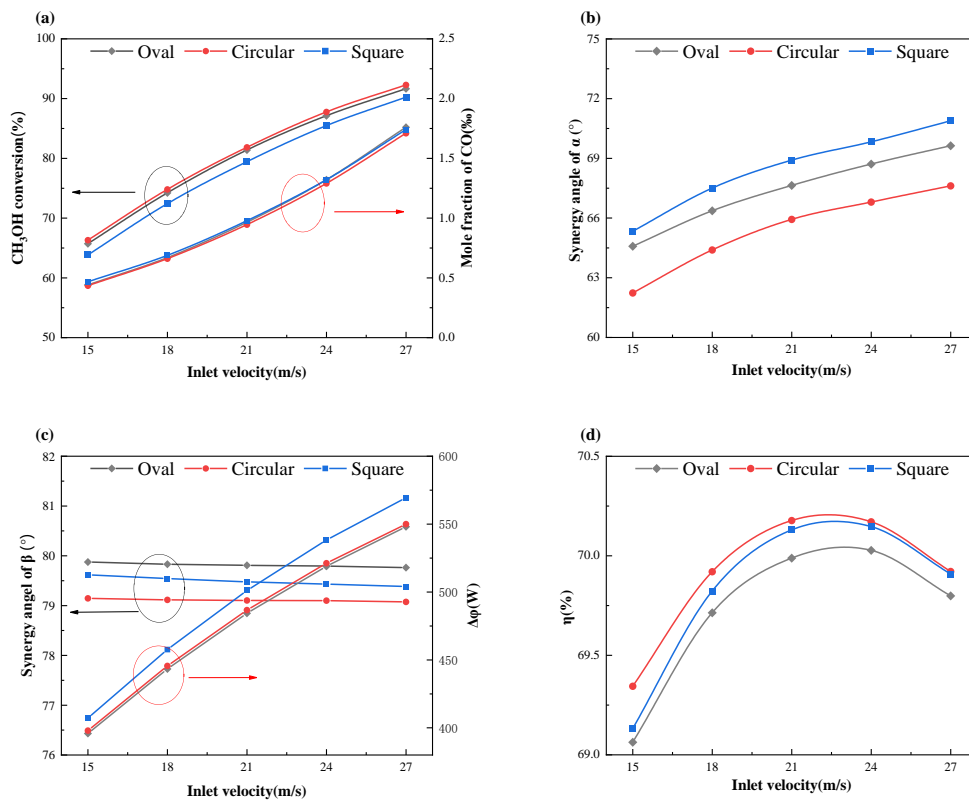 (a)
Oval Circular Square
100
90
80
70
60
50
CH₃OH conversion(%)
2.5
2.0
1.5
1.0
0.5
0.0
Mole fraction of CO(‰)
15 18 21 24 27
Inlet velocity(m/s)
(b)
Oval Circular Square
75
72
69
66
63
60
Synergy angle of α (°)
15 18 21 24 27
Inlet velocity(m/s)
(c)
Oval Circular Square
82
81
80
79
78
77
76
Synergy angel of β (°)
600
550
500
450
400
Δφ(W)
15 18 21 24 27
Inlet velocity(m/s)
(d)
Oval Circular Square
70.5
70.0
69.5
69.0
η(%)
15 18 21 24 27
Inlet velocity(m/s)